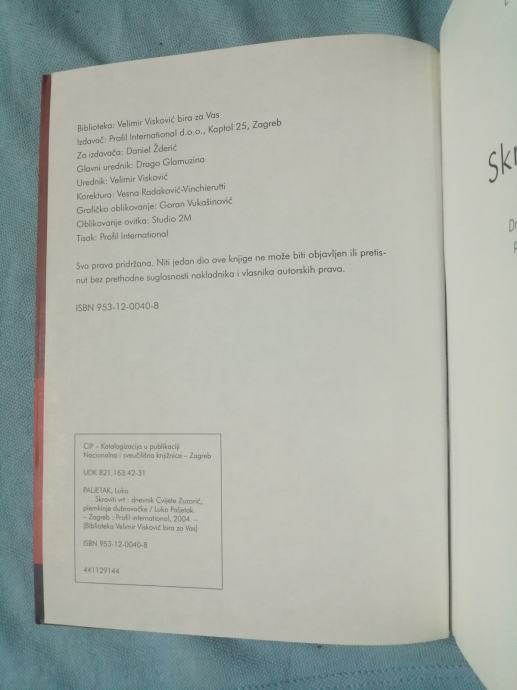 Biblioteka: Velimir Visković bira za Vas
Izdavač: Profil International d.o.o., Kaptol 25, Zagreb
Za izdavača: Daniel Žderić
Glavni urednik: Drago Glamuzina
Urednik: Velimir Visković
Korektura: Vesna Radaković-Vinchierutti
Grafičko oblikovanje: Goran Vukašinović
Oblikovanje ovitka: Studio 2M
Tisak: Profil International
Sva prava pridržana. Niti jedan dio ove knjige ne može biti objavljen ili pretis-
nut bez prethodne suglasnosti nakladnika i vlasnika autorskih prava.
ISBN 953-12-0040-8
CIP – Katalogizacija u publikaciji
Nacionalna i sveučilišna knjižnica – Zagreb
UDK 821.163.42-31
PALJETAK, Luko
Skroviti vrt : dnevnik Cvijete Zuzorić,
plemkinje dubrovačke / Luko Paljetak.
– Zagreb : Profil international, 2004. –
(Biblioteka Velimir Visković bira za Vas)
ISBN 953-12-0040-8
441129144